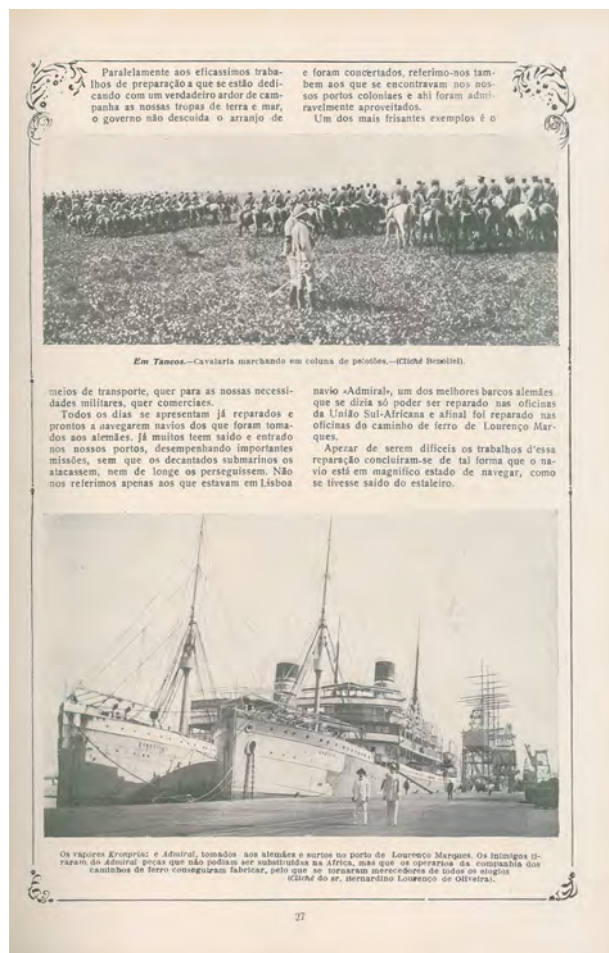 Paralelamente aos eficassimos traba-
lhos de preparação a que se estão dedi-
cando com um verdadeiro ardor de cam-
panha as nossas tropas de terra e mar,
o governo não descuida o arranjo de
e foram concertados, referimo-nos tam-
bem aos que se encontravam nos nos-
sos portos coloniaes e ahi foram admi-
ravelmente aproveitados.
Um dos mais frisantes exemplos é o
Em Tancos.—Cavalaria marchando em coluna de pelotões.—(Cliché Benoliel).
meios de transporte, quer para as nossas necessi-
dades militares, quer comerciaes.
Todos os dias se apresentam já reparados e
prontos a navegarem navios dos que foram toma-
dos aos alemães. Já muitos teem saido e entrado
nos nossos portos, desempenhando importantes
missões, sem que os decantados submarinos os
atacassem, nem de longe os perseguissem. Não
nos referimos apenas aos que estavam em Lisboa
navio «Admiral», um dos melhores barcos alemães
que se dizia só poder ser reparado nas oficinas
da União Sul-Africana e afinal foi reparado nas
oficinas do caminho de ferro de Lourenço Mar-
ques.
Apezar de serem dificeis os trabalhos d'essa
reparação concluiram-se de tal forma que o na-
vio está em magnifico estado de navegar, como
se tivesse saído do estaleiro.
Os vapores Kronprinz e Admiral, tomados aos alemães e surtos no porto de Lourenço Marques. Os inimigos ti-
raram do Admiral peças que não podiam ser substituidas na Africa, mas que os operarios da companhia dos
caminhos de ferro conseguiram fabricar, pelo que se tornaram merecedores de todos os elogios
(Cliché do sr. Bernardino Lourenço de Oliveira).
27